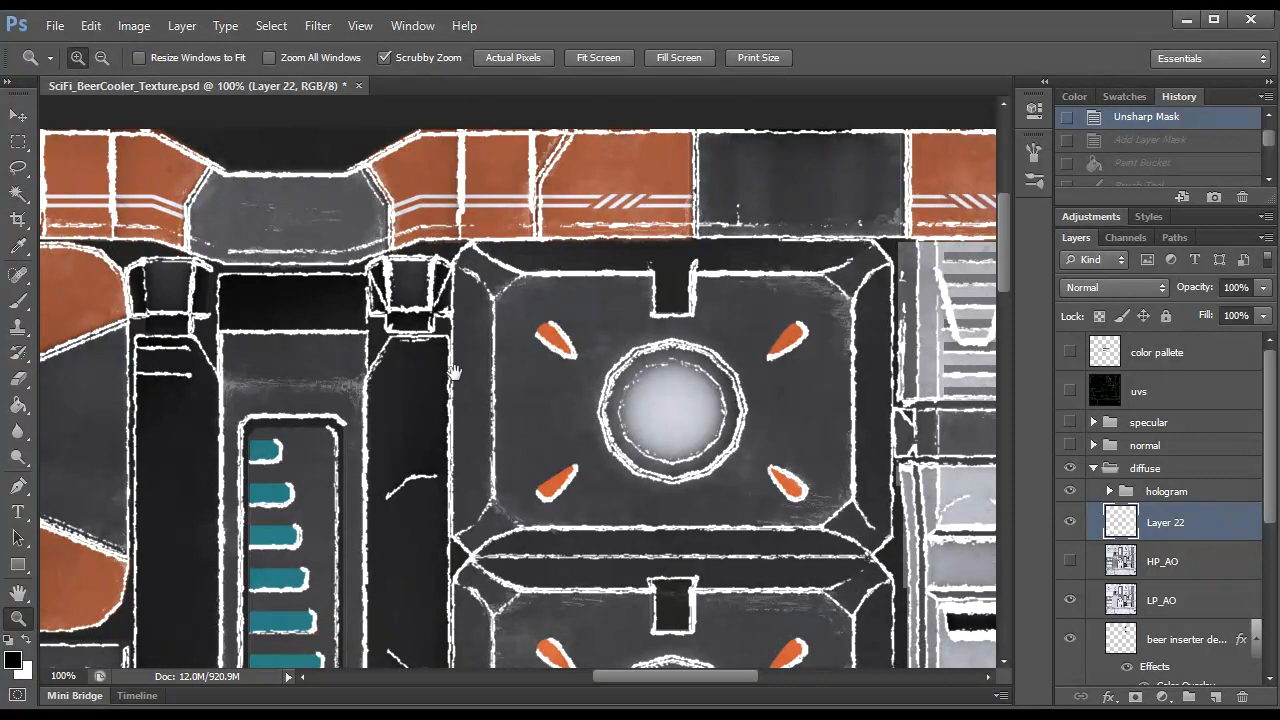 Ps File Edit Image Layer Type Select Filter View Window Help
Resize Windows to Fit Zoom All Windows Scrubby Zoom Actual Pixels Fit Screen Fill Screen Print Size Essentials
SciFi_BeerCooler_Texture.psd @ 100% (Layer 22, RGB/8) * ×
Color Swatches History
Unsharp Mask
Add Layer Mask
Paint Bucket
Adjustments Styles
Layers Channels Paths
Kind
Normal Opacity: 100%
Lock: Fill: 100%
color pallete
uvs
specular
normal
diffuse
hologram
Layer 22
HP_AO
LP_AO
beer inserter de... fx
Effects
100% Doc: 12.0M/920.9M
Mini Bridge Timeline
fx